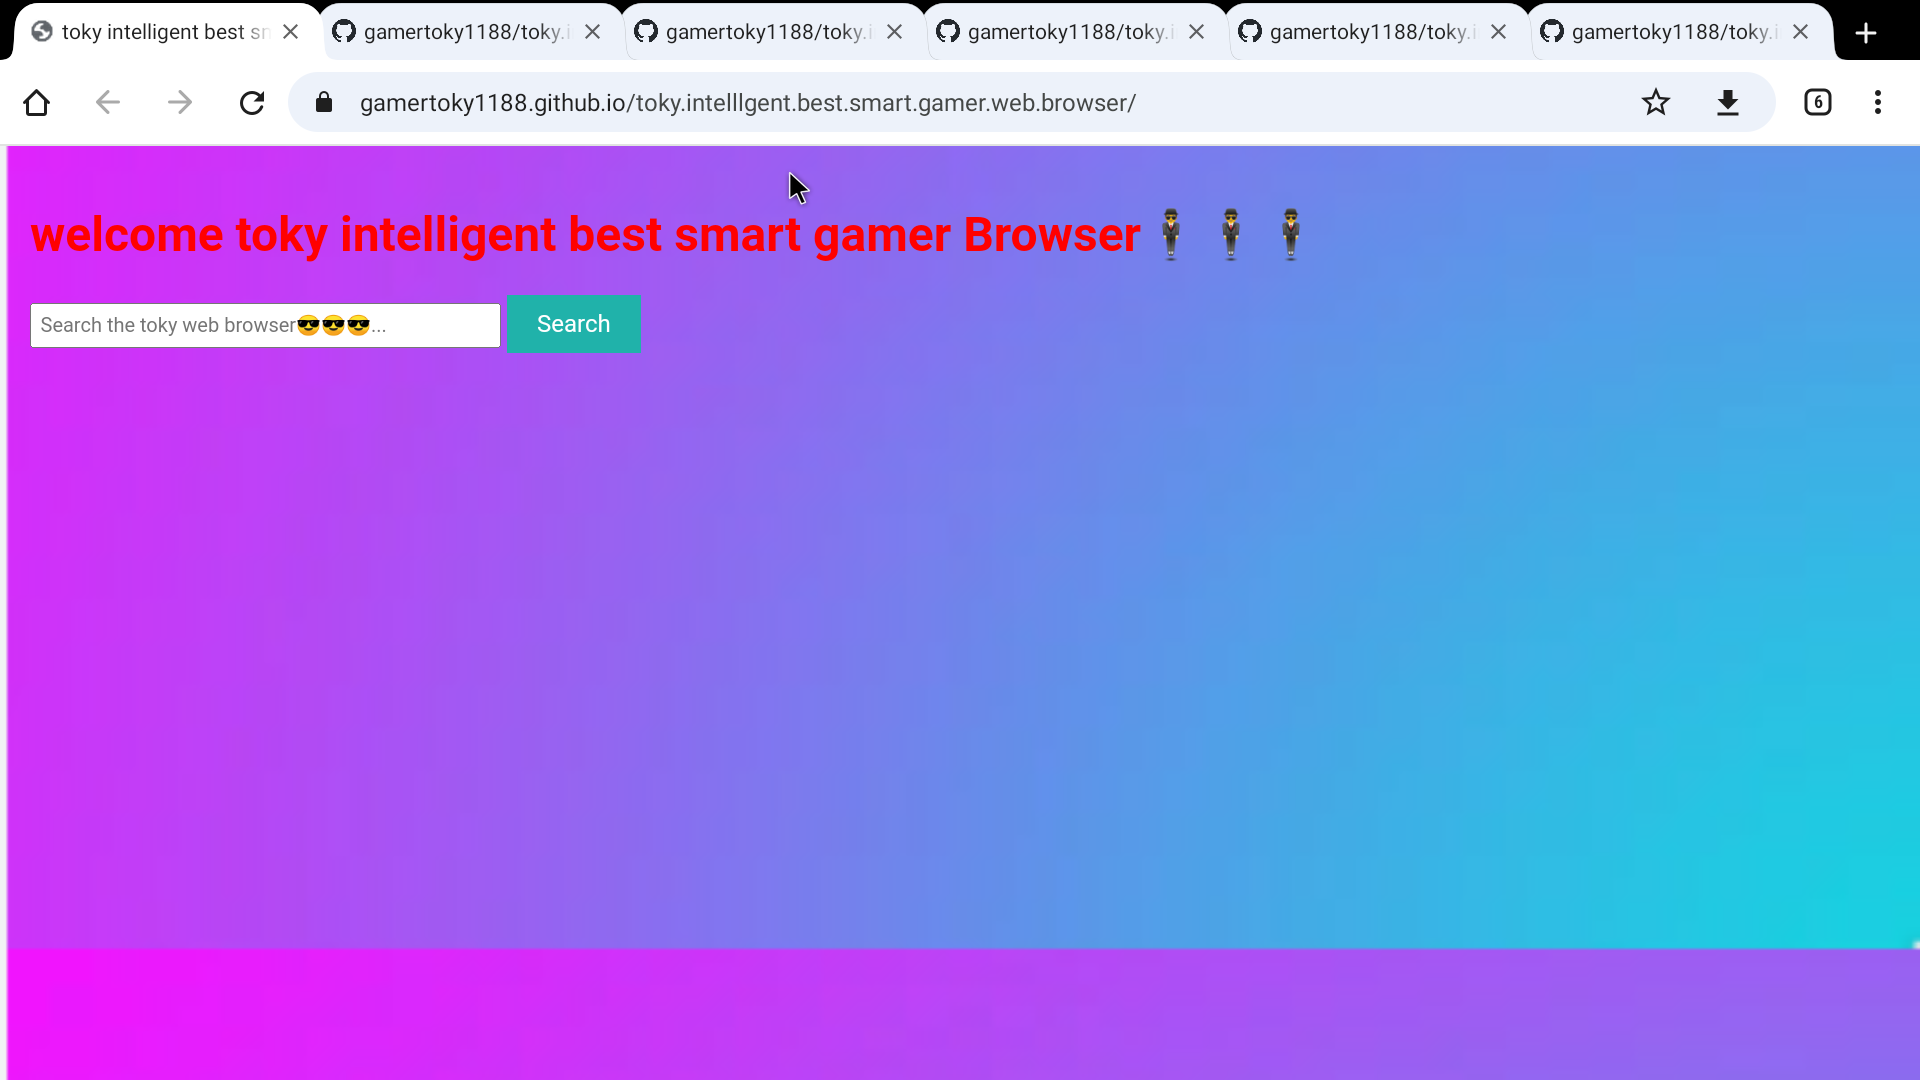 toky intelligent best sn
gamertoky1188/toky.i
gamertoky1188/toky.i
gamertoky1188/toky.i
gamertoky1188/toky.i
gamertoky1188/toky.i
gamertoky1188.github.io/toky.intelllgent.best.smart.gamer.web.browser/
6
welcome toky intelligent best smart gamer Browser🕴🕴🕴
Search the toky web browser😎😎😎...
Search